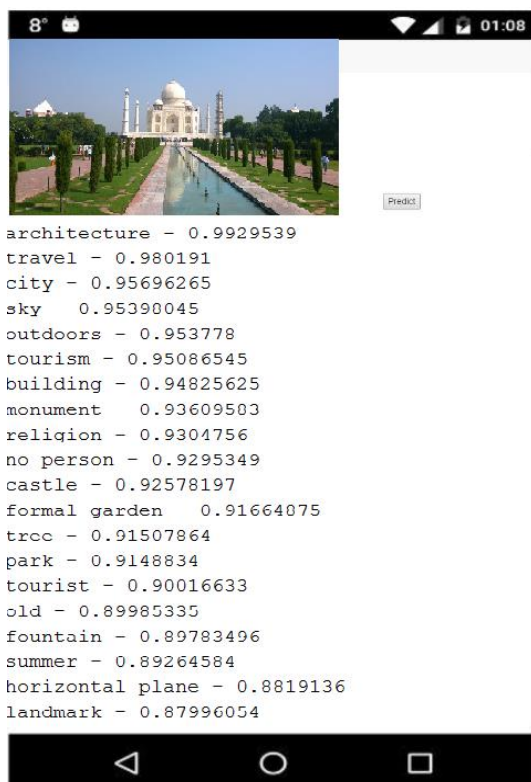 8° 01:08
Predict
architecture - 0.9929539
travel - 0.980191
city - 0.95696265
sky 0.95398045
outdoors - 0.953778
tourism - 0.95086545
building - 0.94825625
monument 0.93609583
religion - 0.9304756
no person - 0.9295349
castle - 0.92578197
formal garden 0.91664875
tree - 0.91507864
park - 0.9148834
tourist - 0.90016633
old - 0.89985335
fountain - 0.89783496
summer - 0.89264584
horizontal plane - 0.8819136
landmark - 0.87996054